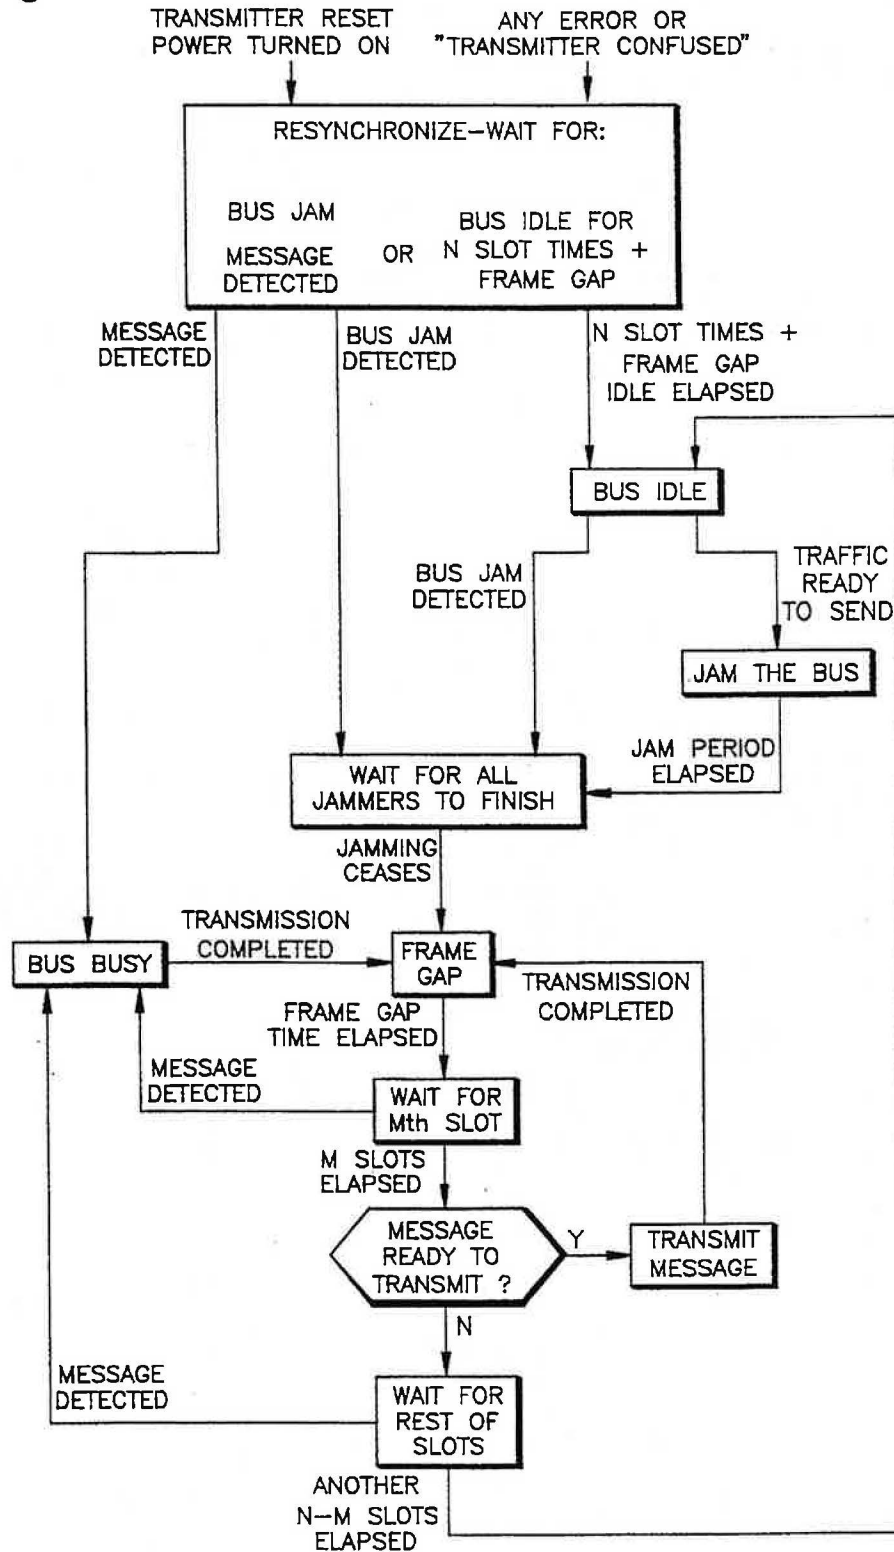 TRANSMITTER RESET
POWER TURNED ON
ANY ERROR OR
"TRANSMITTER CONFUSED"
RESYNCHRONIZE-WAIT FOR:
BUS JAM
MESSAGE
DETECTED
OR
BUS IDLE FOR
N SLOT TIMES +
FRAME GAP
MESSAGE
DETECTED
BUS JAM
DETECTED
N SLOT TIMES +
FRAME GAP
IDLE ELAPSED
BUS IDLE
BUS JAM
DETECTED
TRAFFIC
READY
TO SEND
JAM THE BUS
JAM PERIOD
ELAPSED
WAIT FOR ALL
JAMMERS TO FINISH
JAMMING
CEASES
TRANSMISSION
COMPLETED
BUS BUSY
FRAME
GAP
TRANSMISSION
COMPLETED
FRAME GAP
TIME ELAPSED
MESSAGE
DETECTED
WAIT FOR
Mth SLOT
M SLOTS
ELAPSED
MESSAGE
READY TO
TRANSMIT ?
Y
TRANSMIT
MESSAGE
N
MESSAGE
DETECTED
WAIT FOR
REST OF
SLOTS
ANOTHER
N-M SLOTS
ELAPSED